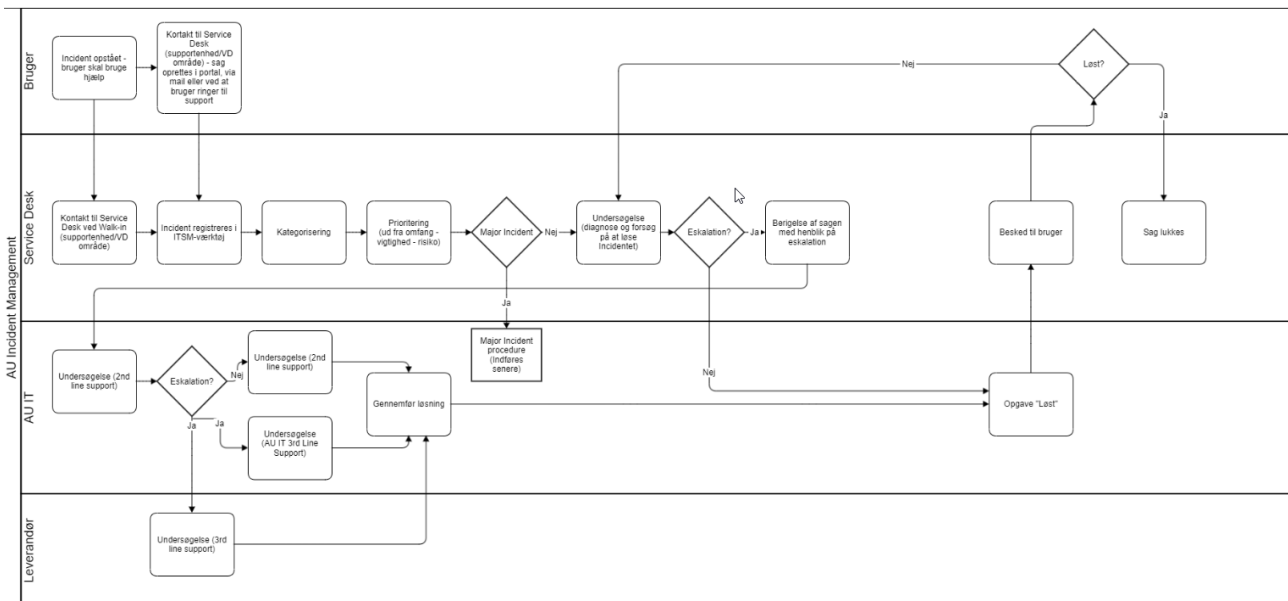 AU Incident Management
Bruger
Incident opstået -
bruger skal bruge
hjælp
Kontakt til Service
Desk
(supportenhed/VD
område) - sag
oprettes i portal, via
mail eller ved at
bruger ringer til
support
Nej
Løst?
Ja
Service Desk
Kontakt til Service
Desk ved Walk-in
(supportenhed/VD
område)
Incident registreres i
ITSM-værktøj
Kategorisering
Prioritering
(ud fra omfang -
vigtighed - risiko)
Major Incident
Nej
Ja
Undersøgelse
(diagnose og forsøg
på at løse
Incidentet)
Eskalation?
Ja
Berigelse af sagen
med henblik på
eskalation
Besked til bruger
Sag lukkes
AU IT
Undersøgelse (2nd
line support)
Eskalation?
Nej
Ja
Ja
Undersøgelse (2nd
line support)
Undersøgelse
(AU IT 3rd Line
Support)
Gennemfør løsning
Major Incident
procedure
(Indføres
senere)
Nej
Opgave "Løst"
Leverandør
Undersøgelse (3rd
line support)